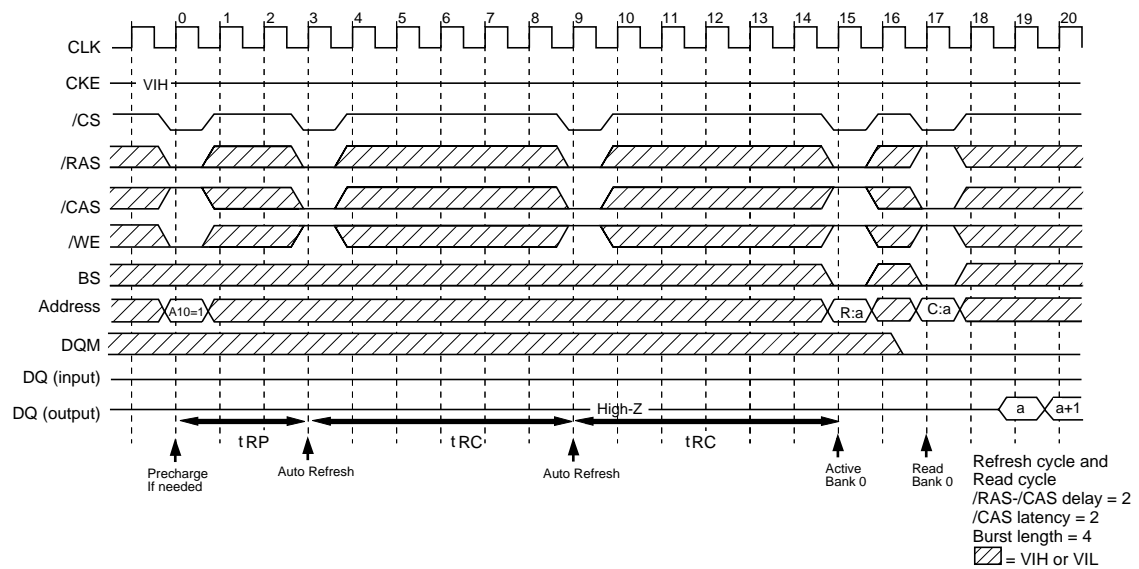 0 1 2 3 4 5 6 7 8 9 10 11 12 13 14 15 16 17 18 19 20
CLK
CKE VIH
/CS
/RAS
/CAS
/WE
BS
Address A10=1 R:a C:a
DQM
DQ (input)
DQ (output) High-Z a a+1
tRP tRC tRC
Precharge
If needed
Auto Refresh
Auto Refresh
Active
Bank 0
Read
Bank 0
Refresh cycle and
Read cycle
/RAS-/CAS delay = 2
/CAS latency = 2
Burst length = 4
= VIH or VIL